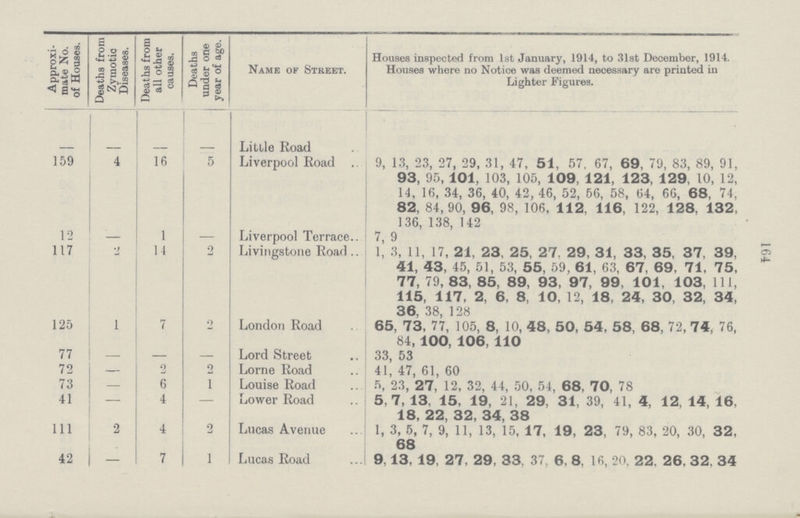 Approxi-
mate No.
of Houses.
Deaths from
Zymotic
Diseases.
Deaths from
all other
causes.
Deaths
under one
year of age.
NAME OF STREET.
Houses inspected from 1st January, 1914, to 31st December, 1914.
Houses where no Notice was deemed necessary are printed in
Lighter Figures.
— — — — Little Road .
159 4 16 5 Liverpool Road .. 9, 13, 23, 27, 29, 31, 47, 51, 57, 67, 69, 79, 83, 89, 91,
93, 95, 101, 103, 105, 109, 121, 123, 129, 10, 12,
14, 16, 34, 36, 40, 42, 46, 52, 56, 58, 64, 66, 68, 74,
82, 84, 90, 96, 98, 106, 112, 116, 122, 128, 132,
136, 138, 142
12 — 1 — Liverpool Terrace.. 7, 9
117 2 14 2 Livingstone Road .. 1, 3, 11, 17, 21, 23, 25, 27, 29, 31, 33, 35, 37, 39,
41, 43, 45, 51, 53, 55, 59, 61, 63, 67, 69, 71, 75,
77, 79, 83, 85, 89, 93, 97, 99, 101, 103, 111,
115, 117, 2, 6, 8, 10, 12, 18, 24, 30, 32, 34,
36, 38, 128
125 1 7 2 London Road . 65, 73, 77, 105, 8, 10, 48, 50, 54, 58, 68, 72, 74, 76,
84, 100, 106, 110
77 — — — Lord Street .. 33, 53
72 — 2 2 Lorne Road .. 41, 47, 61, 60
73 — 6 1 Louise Road .. 5, 23, 27, 12, 32, 44, 50, 54, 68, 70, 78
41 — 4 — Lower Road .. 5, 7, 13, 15, 19, 21, 29, 31, 39, 41, 4, 12, 14, 16,
18, 22, 32, 34, 38
111 2 4 2 Lucas Avenue .. 1, 3, 5, 7, 9, 11, 13, 15, 17, 19, 23, 79, 83, 20, 30, 32,
68
42 — 7 1 Lucas Road ... 9, 13, 19, 27, 29, 33, 37, 6, 8, 16, 20, 22, 26, 32, 34
164